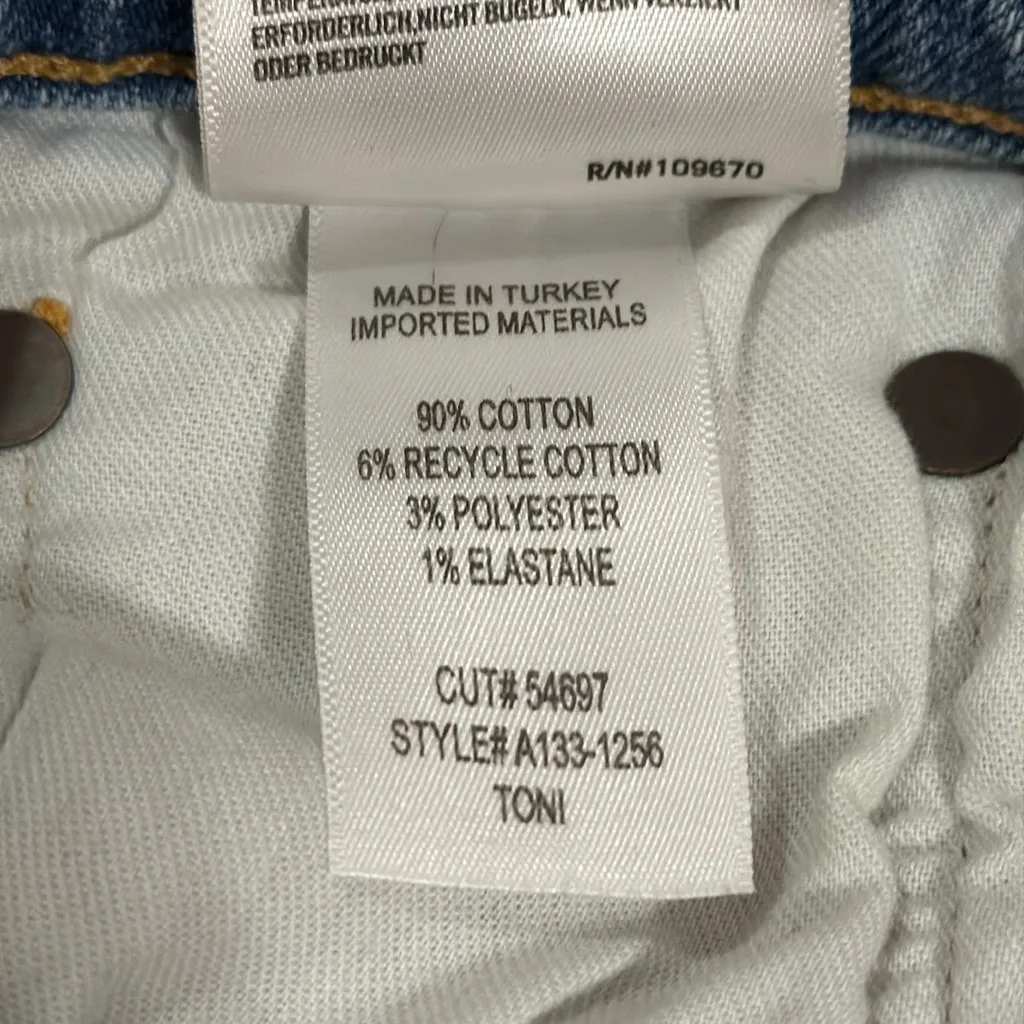 ERFORDERLICH,NICHT BÜGELN, WENN VERZIERT
ODER BEDRUCKT
R/N#109670
MADE IN TURKEY
IMPORTED MATERIALS
90% COTTON
6% RECYCLE COTTON
3% POLYESTER
1% ELASTANE
CUT# 54697
STYLE# A133-1256
TONI